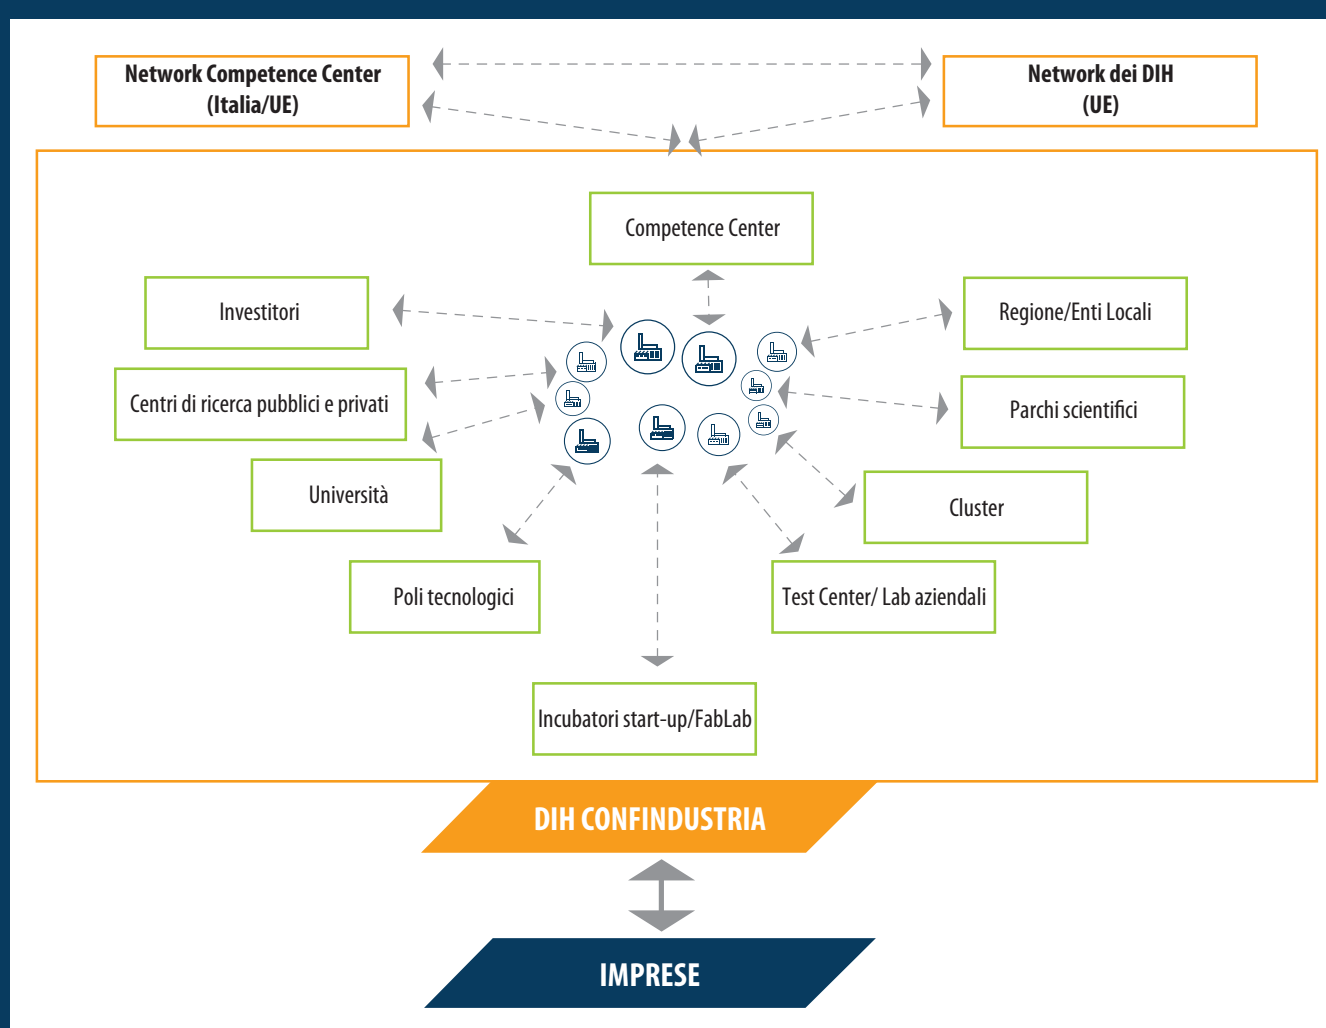 Network Competence Center
(Italia/UE)
Network dei DIH
(UE)
Competence Center
Investitori
Regione/Enti Locali
Centri di ricerca pubblici e privati
Parchi scientifici
Università
Cluster
Poli tecnologici
Test Center/ Lab aziendali
Incubatori start-up/FabLab
DIH CONFINDUSTRIA
IMPRESE